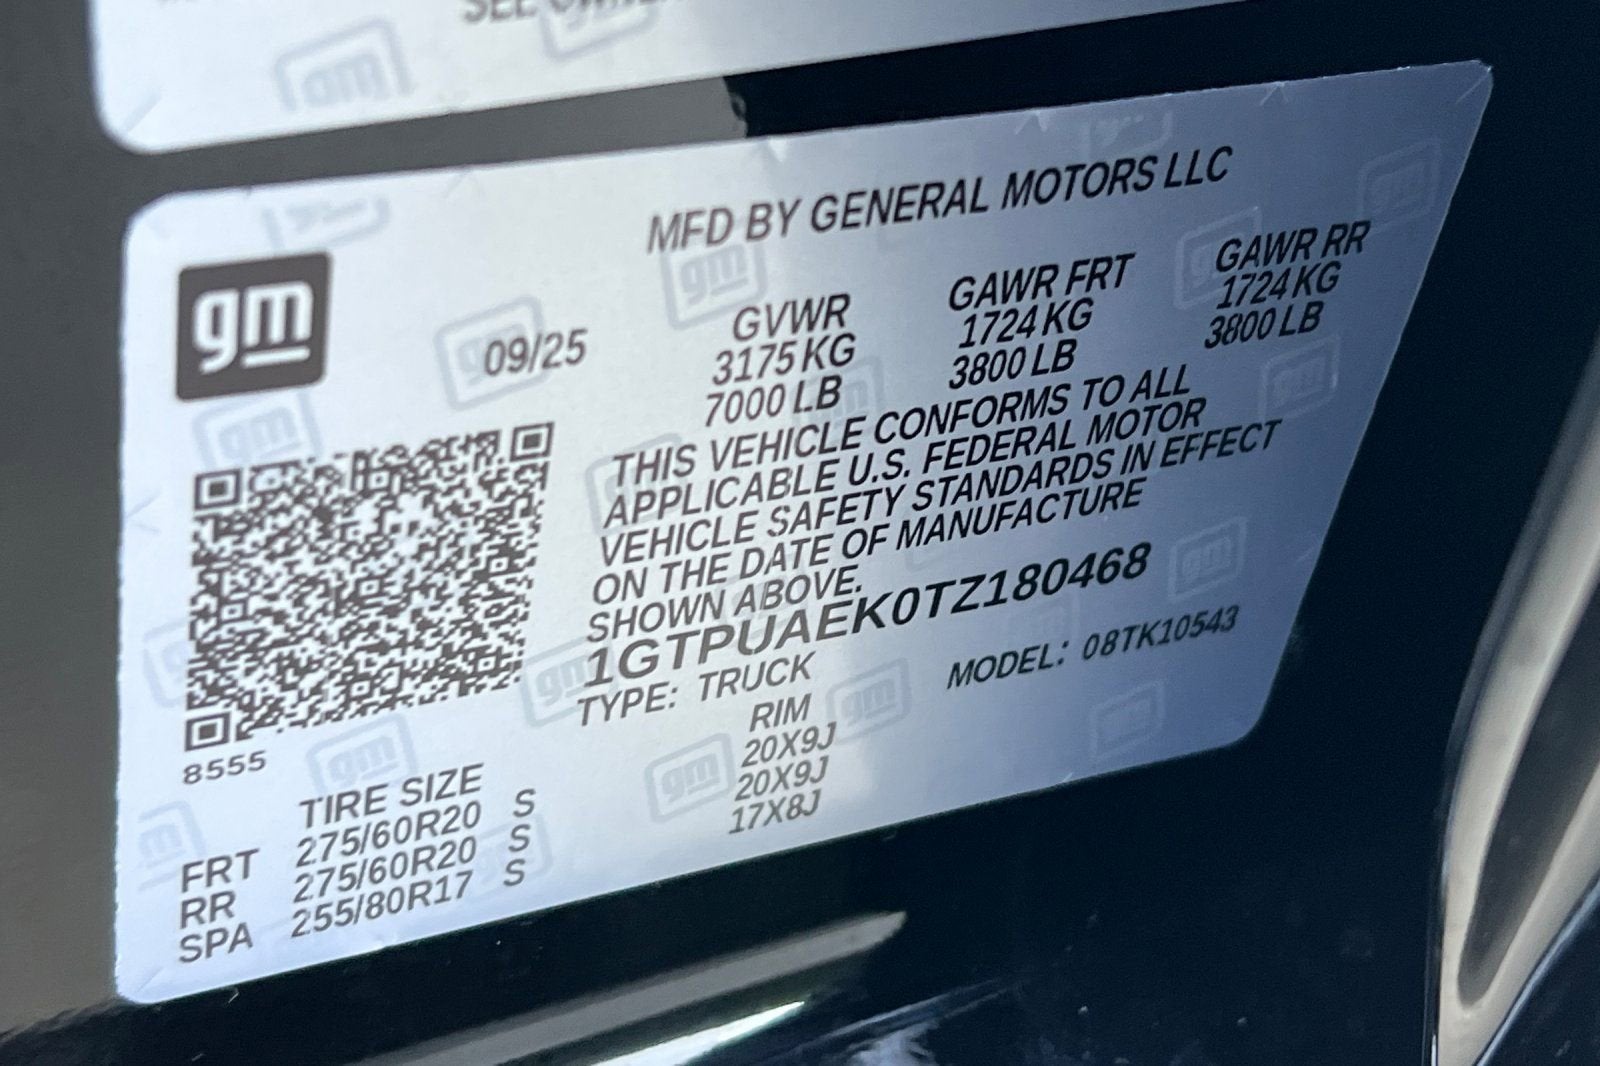 gm
MFD BY GENERAL MOTORS LLC
09/25
GVWR GAWR FRT GAWR RR
3175 KG 1724 KG 1724 KG
7000 LB 3800 LB 3800 LB
THIS VEHICLE CONFORMS TO ALL
APPLICABLE U.S. FEDERAL MOTOR
VEHICLE SAFETY STANDARDS IN EFFECT
ON THE DATE OF MANUFACTURE
SHOWN ABOVE.
1GTPUAEK0TZ180468
TYPE: TRUCK MODEL: 08TK10543
8555
TIRE SIZE RIM
FRT 275/60R20 S 20X9J
RR 275/60R20 S 20X9J
SPA 255/80R17 S 17X8J